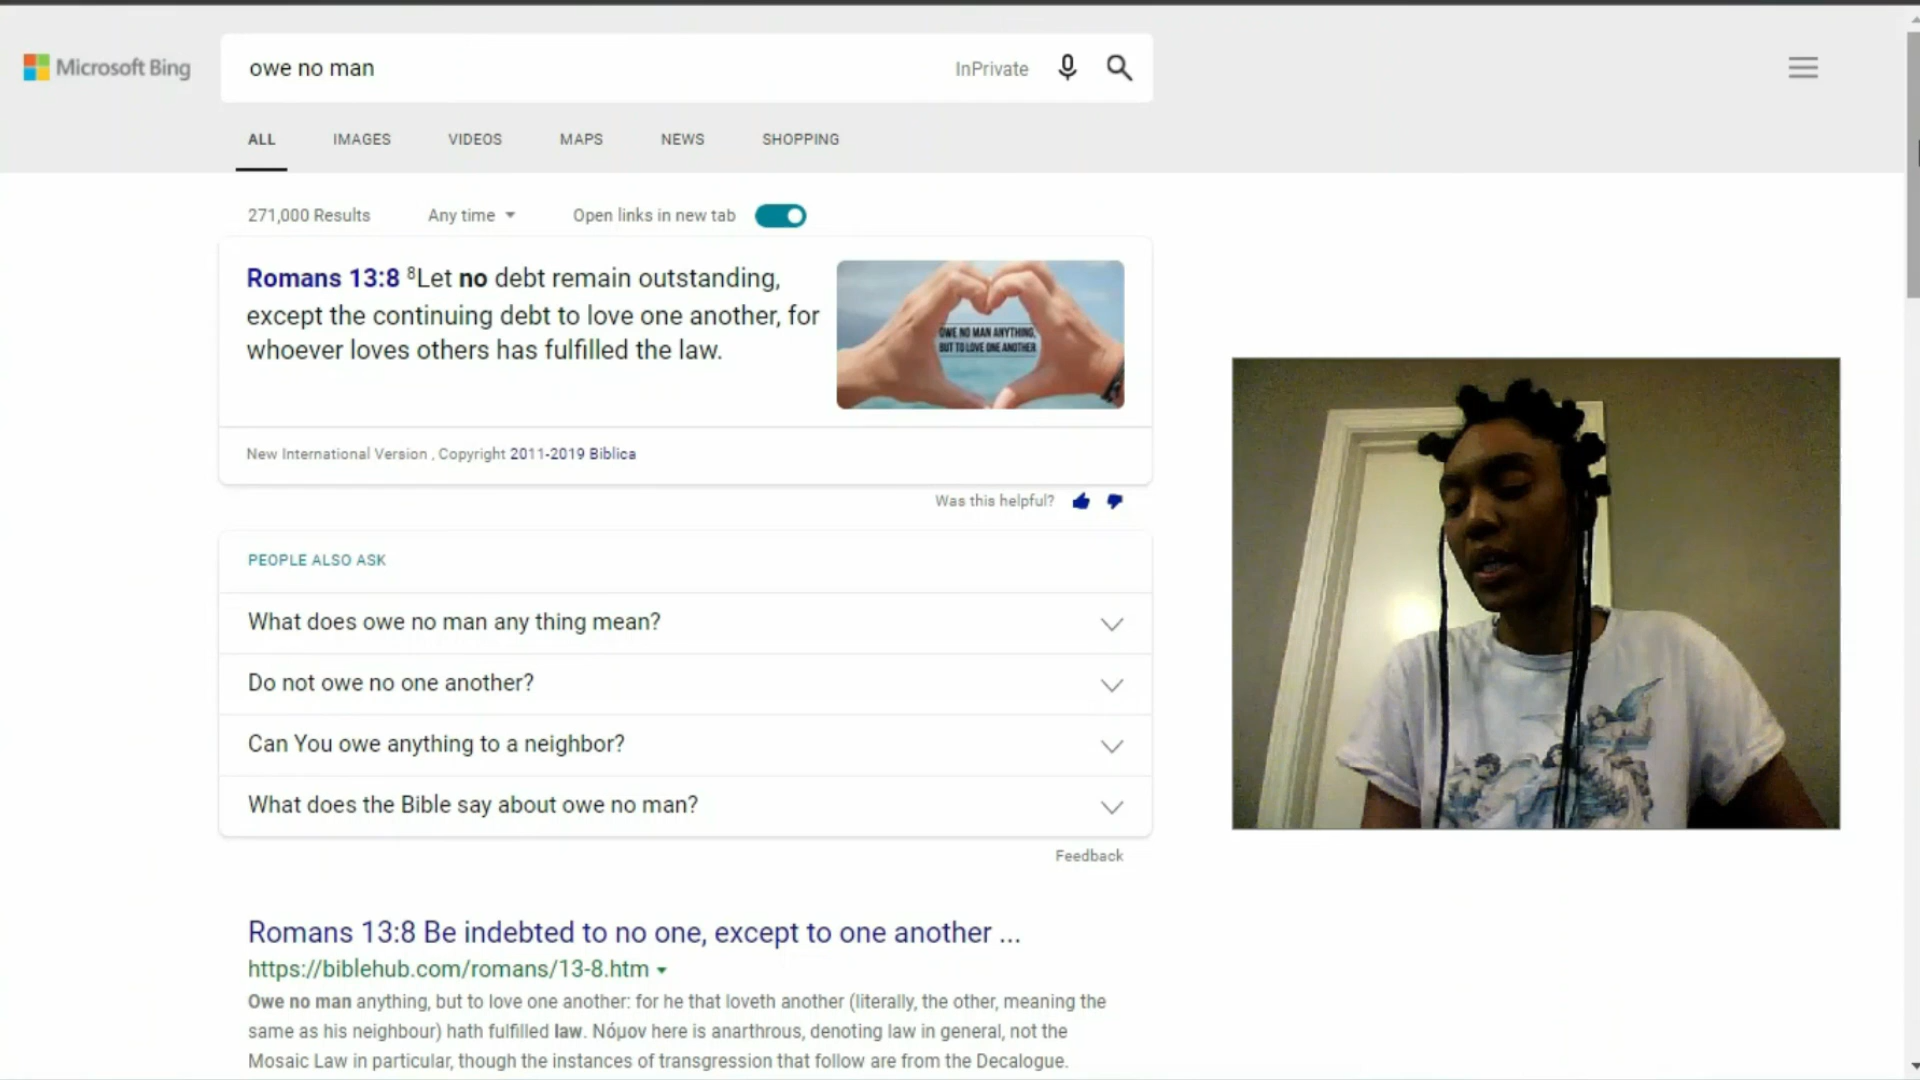 Microsoft Bing
owe no man
InPrivate
ALL IMAGES VIDEOS MAPS NEWS SHOPPING
271,000 Results Any time Open links in new tab
Romans 13:8 ⁸Let no debt remain outstanding,
except the continuing debt to love one another, for
whoever loves others has fulfilled the law.
OWE NO MAN ANYTHING,
BUT TO LOVE ONE ANOTHER
New International Version , Copyright 2011-2019 Biblica
Was this helpful?
PEOPLE ALSO ASK
What does owe no man any thing mean?
Do not owe no one another?
Can You owe anything to a neighbor?
What does the Bible say about owe no man?
Feedback
Romans 13:8 Be indebted to no one, except to one another ...
https://biblehub.com/romans/13-8.htm
Owe no man anything, but to love one another: for he that loveth another (literally, the other, meaning the
same as his neighbour) hath fulfilled law. Νόμον here is anarthrous, denoting law in general, not the
Mosaic Law in particular, though the instances of transgression that follow are from the Decalogue.